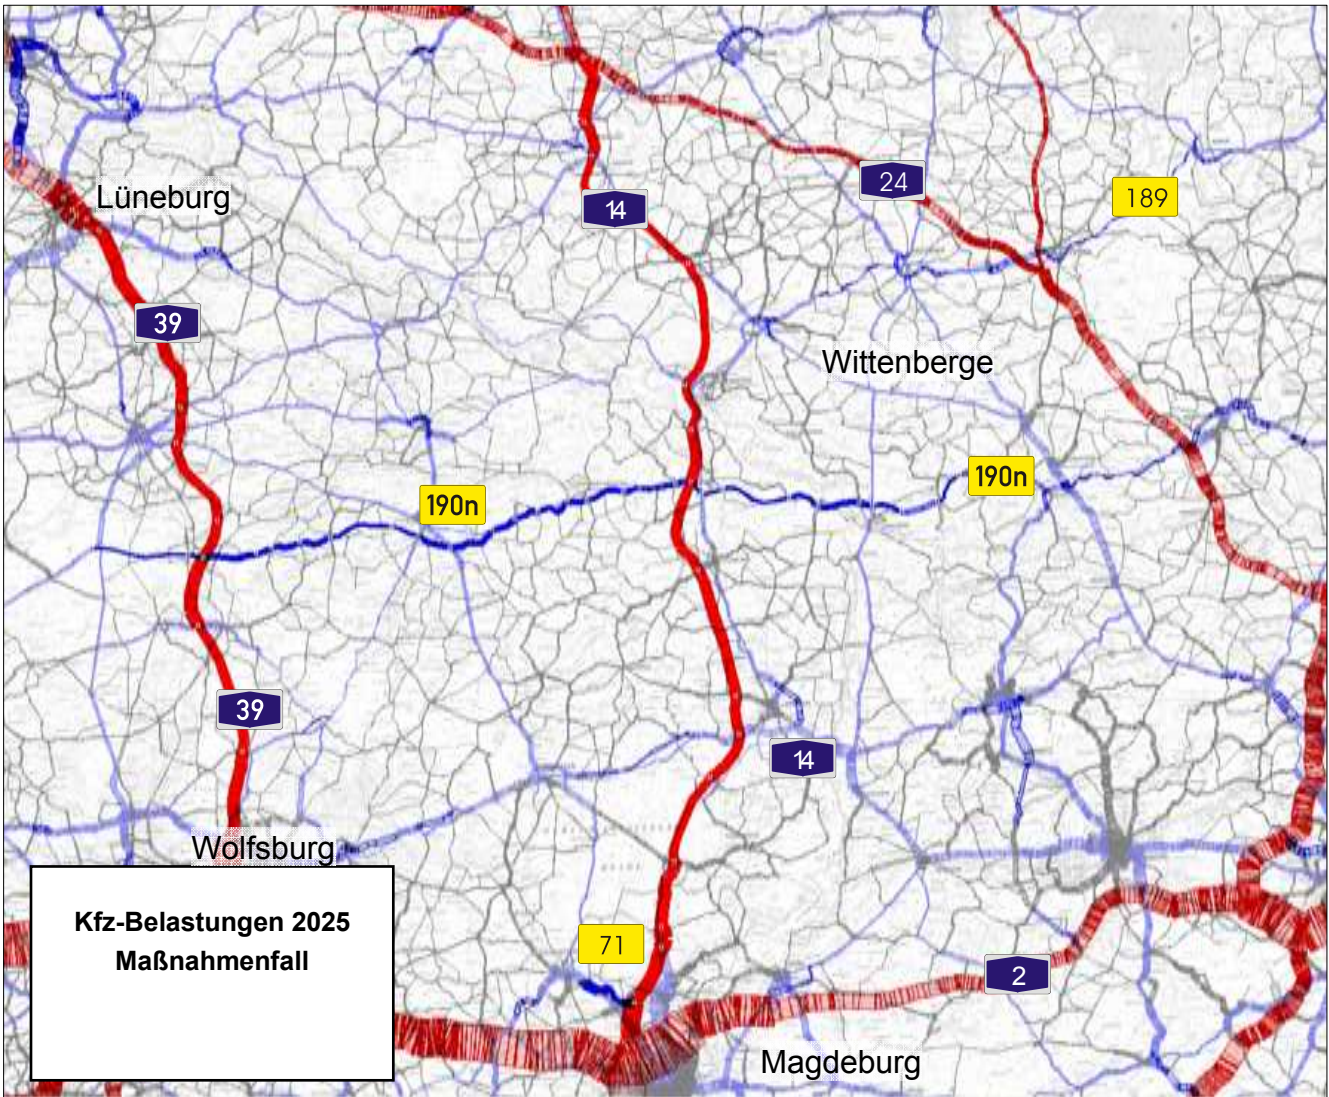 Lüneburg
14
24
189
39
Wittenberge
190n
190n
39
14
Wolfsburg
Kfz-Belastungen 2025
Maßnahmenfall
71
2
Magdeburg